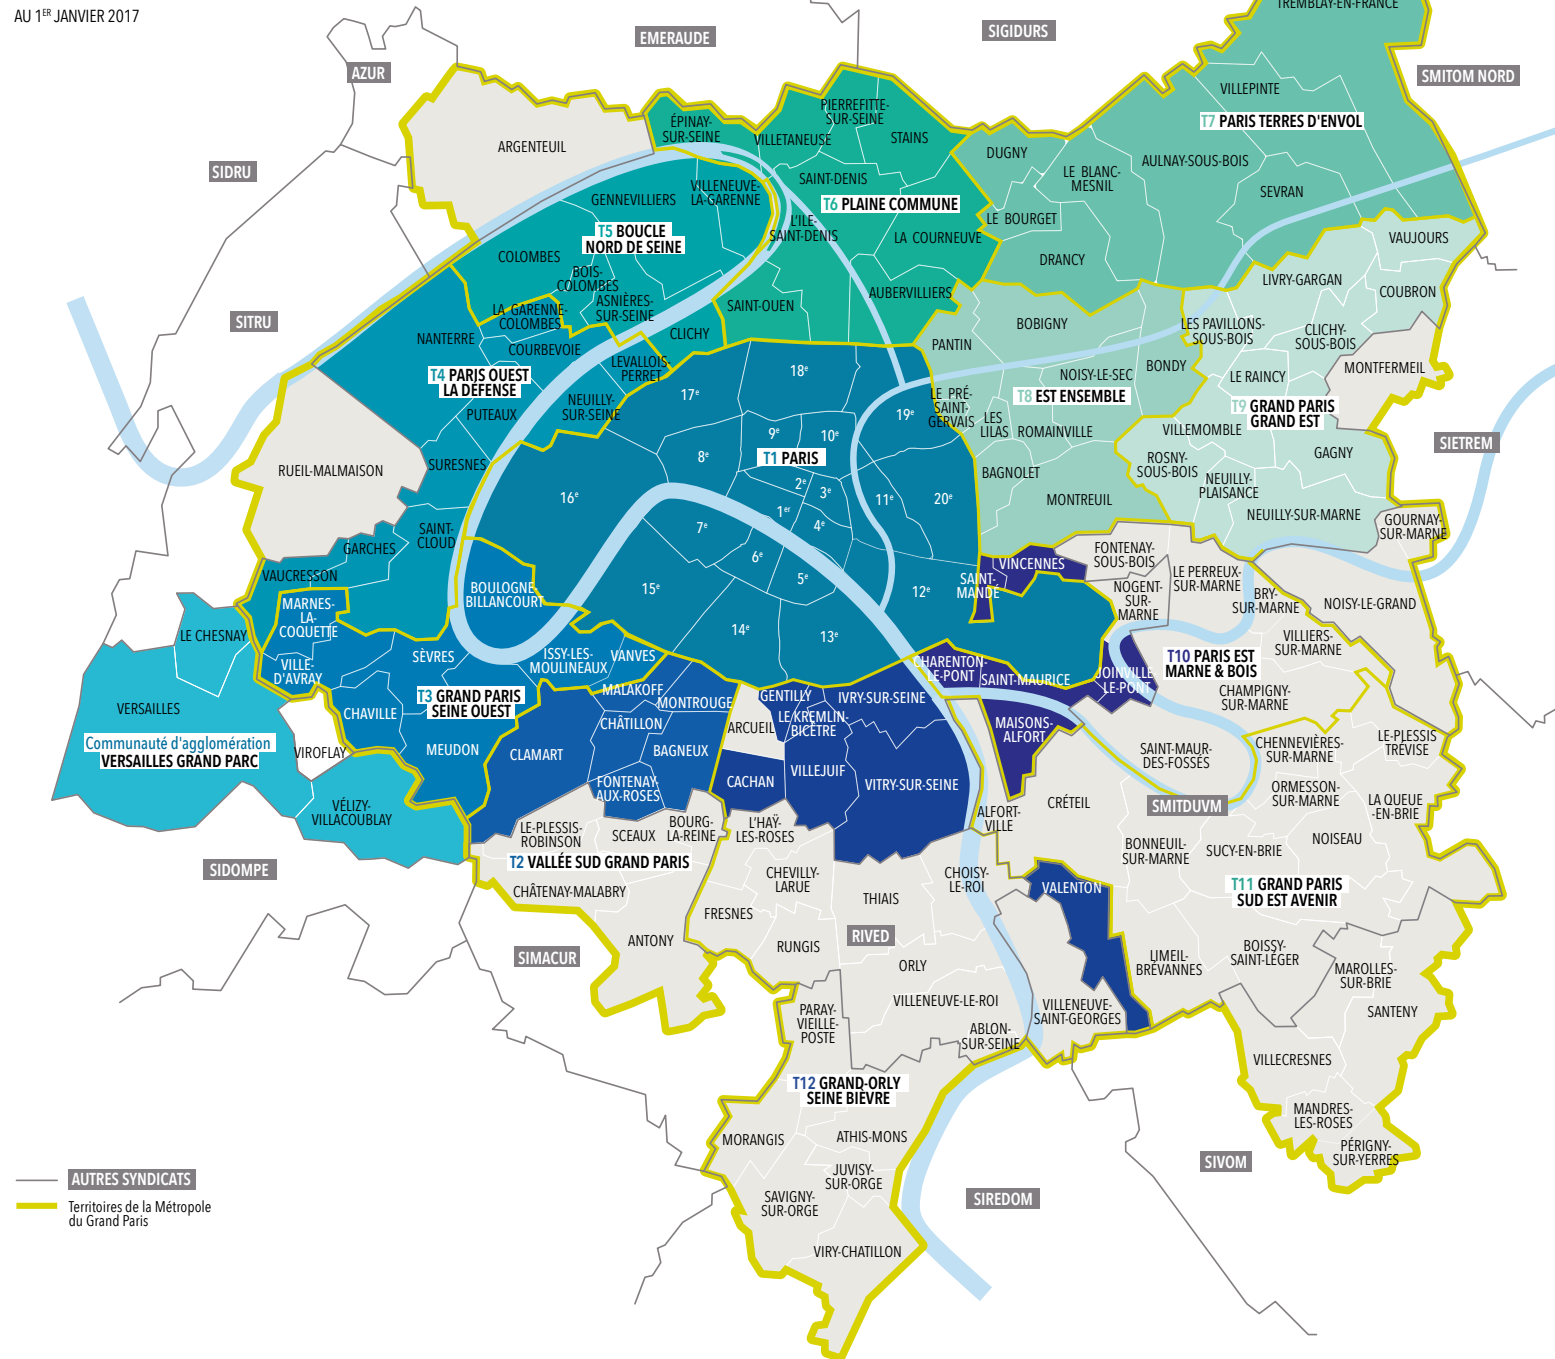 AU 1ER JANVIER 2017
EMERAUDE
SIGIDURS
TREMBLAY-EN-FRANCE
AZUR
SMITOM NORD
SIDRU
SITRU
SIETREM
ARGENTEUIL
ÉPINAY-
SUR-SEINE
VILLETANEUSE
PIERREFITTE-
SUR-SEINE
STAINS
SAINT-DENIS
T6 PLAINE COMMUNE
L'ILE-
SAINT-DENIS
LA COURNEUVE
AUBERVILLIERS
SAINT-OUEN
VILLEPINTE
T7 PARIS TERRES D'ENVOL
DUGNY
LE BLANC-
MESNIL
AULNAY-SOUS-BOIS
SEVRAN
LE BOURGET
DRANCY
VAUJOURS
LIVRY-GARGAN
COUBRON
LES PAVILLONS-
SOUS-BOIS
CLICHY-
SOUS-BOIS
MONTFERMEIL
LE RAINCY
T9 GRAND PARIS
GRAND EST
VILLEMOMBLE
GAGNY
ROSNY-
SOUS-BOIS
NEUILLY-
PLAISANCE
NEUILLY-SUR-MARNE
GOURNAY-
SUR-MARNE
BOBIGNY
PANTIN
BONDY
NOISY-LE-SEC
T8 EST ENSEMBLE
LE PRÉ-
SAINT-
GERVAIS
LES
LILAS
ROMAINVILLE
BAGNOLET
MONTREUIL
GENNEVILLIERS
VILLENEUVE-
LA-GARENNE
T5 BOUCLE
NORD DE SEINE
COLOMBES
BOIS-
COLOMBES
ASNIÈRES-
SUR-SEINE
LA GARENNE-
COLOMBES
CLICHY
NANTERRE
COURBEVOIE
LEVALLOIS-
PERRET
T4 PARIS OUEST
LA DÉFENSE
PUTEAUX
NEUILLY-
SUR-SEINE
RUEIL-MALMAISON
SURESNES
SAINT-
CLOUD
GARCHES
VAUCRESSON
18e
17e
19e
9e
10e
8e
T1 PARIS
2e
3e
16e
11e
20e
1er
4e
7e
6e
5e
15e
12e
14e
13e
MARNES-
LA-
COQUETTE
BOULOGNE
BILLANCOURT
LE CHESNAY
SÈVRES
ISSY-LES-
MOULINEAUX
VANVES
VILLE-
D'AVRAY
T3 GRAND PARIS
SEINE OUEST
CHAVILLE
MEUDON
VERSAILLES
Communauté d'agglomération
VERSAILLES GRAND PARC
VIROFLAY
VÉLIZY-
VILLACOUBLAY
MALAKOFF
MONTROUGE
CHÂTILLON
CLAMART
BAGNEUX
FONTENAY-
AUX-ROSES
LE-PLESSIS-
ROBINSON
SCEAUX
BOURG-
LA-REINE
T2 VALLÉE SUD GRAND PARIS
CHÂTENAY-MALABRY
ANTONY
GENTILLY
IVRY-SUR-SEINE
ARCUEIL
LE KREMLIN-
BICÊTRE
CACHAN
VILLEJUIF
VITRY-SUR-SEINE
L'HAŸ-
LES-ROSES
CHEVILLY-
LARUE
THIAIS
CHOISY-
LE-ROI
FRESNES
RUNGIS
RIVED
ORLY
VILLENEUVE-LE-ROI
PARAY-
VIEILLE-
POSTE
ABLON-
SUR-SEINE
VALENTON
VILLENEUVE-
SAINT-GEORGES
T12 GRAND-ORLY
SEINE BIÈVRE
MORANGIS
ATHIS-MONS
JUVISY-
SUR-ORGE
SAVIGNY-
SUR-ORGE
VIRY-CHATILLON
VINCENNES
SAINT-
MANDÉ
FONTENAY-
SOUS-BOIS
NOGENT-
SUR-
MARNE
LE PERREUX-
SUR-MARNE
BRY-
SUR-MARNE
NOISY-LE-GRAND
VILLIERS-
SUR-MARNE
T10 PARIS EST
MARNE & BOIS
CHARENTON-
LE-PONT
SAINT-MAURICE
JOINVILLE-
LE-PONT
CHAMPIGNY-
SUR-MARNE
MAISONS-
ALFORT
SAINT-MAUR-
DES-FOSSÉS
CHENNEVIÈRES-
SUR-MARNE
LE-PLESSIS
TRÉVISE
ORMESSON-
SUR-MARNE
LA QUEUE
-EN-BRIE
ALFORT-
VILLE
CRÉTEIL
SMITDUVM
BONNEUIL-
SUR-MARNE
SUCY-EN-BRIE
NOISEAU
T11 GRAND PARIS
SUD EST AVENIR
LIMEIL-
BRÉVANNES
BOISSY-
SAINT-LÉGER
MAROLLES-
SUR-BRIE
SANTENY
VILLECRESNES
MANDRES-
LES-ROSES
PÉRIGNY-
SUR-YERRES
SIDOMPE
SIMACUR
SIVOM
SIREDOM
AUTRES SYNDICATS
Territoires de la Métropole
du Grand Paris